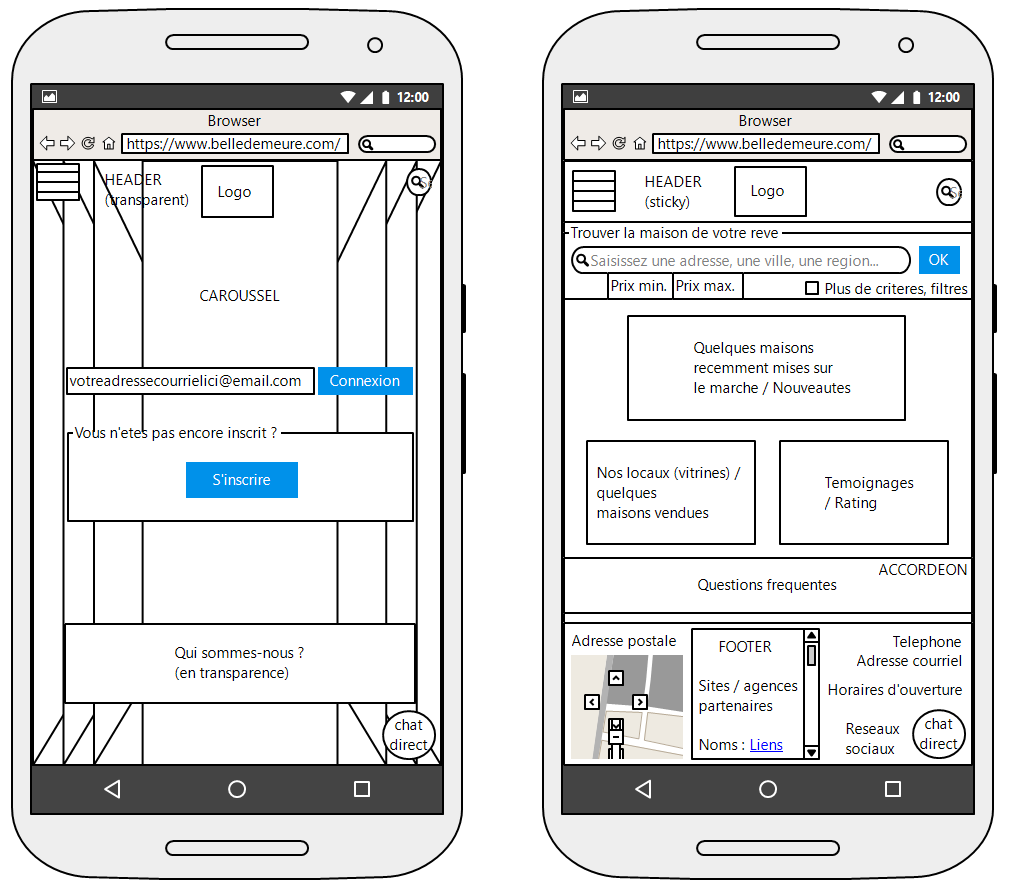 12:00
Browser
https://www.belledemeure.com/
HEADER
(transparent)
Logo
CAROUSSEL
votreadressecourrielici@email.com
Connexion
Vous n'etes pas encore inscrit ?
S'inscrire
Qui sommes-nous ?
(en transparence)
chat
direct
12:00
Browser
https://www.belledemeure.com/
HEADER
(sticky)
Logo
Trouver la maison de votre reve
Saisissez une adresse, une ville, une region...
OK
Prix min.
Prix max.
Plus de criteres, filtres
Quelques maisons
recemment mises sur
le marche / Nouveautes
Nos locaux (vitrines) /
quelques
maisons vendues
Temoignages
/ Rating
ACCORDEON
Questions frequentes
Adresse postale
FOOTER
Sites / agences
partenaires
Noms : Liens
Telephone
Adresse courriel
Horaires d'ouverture
Reseaux
sociaux
chat
direct